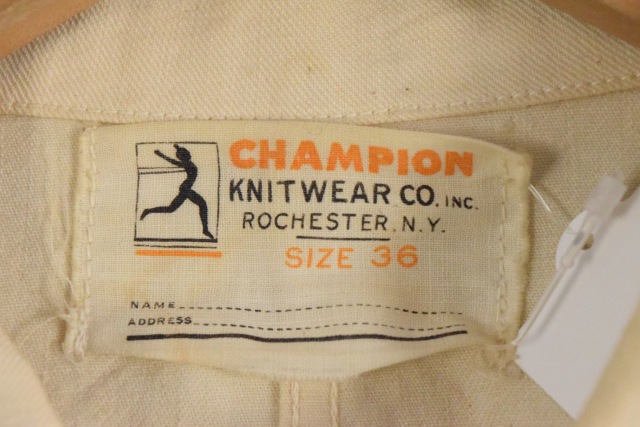 CHAMPION
KNITWEAR CO. INC.
ROCHESTER, N.Y.
SIZE 36
NAME
ADDRESS